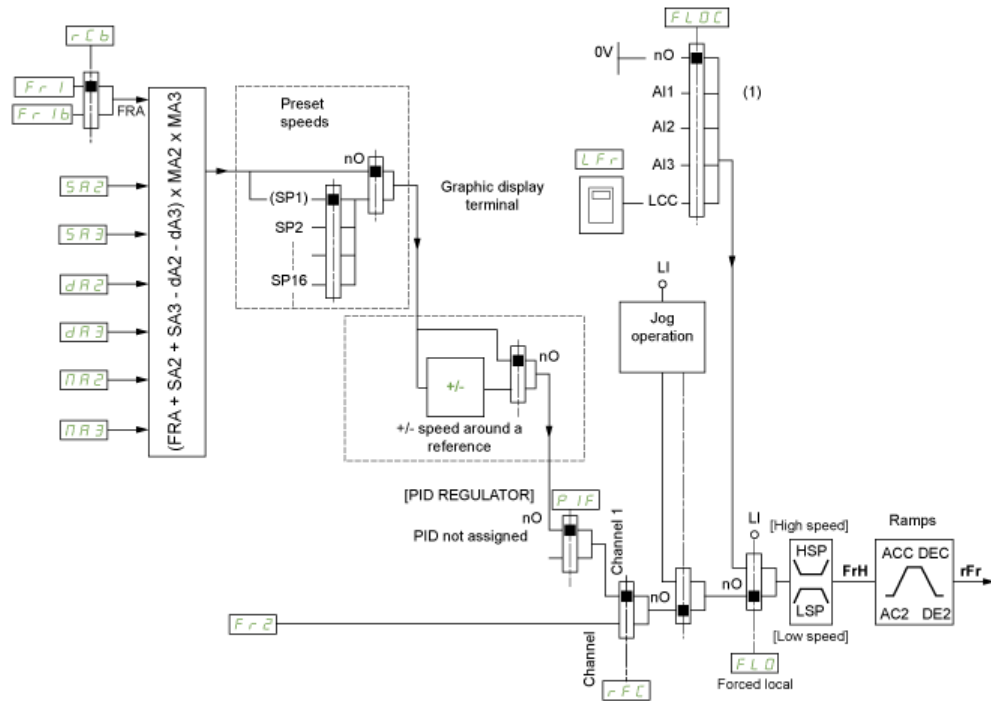 rCb
FLOC
Fr1
Fr1b
FRA
0V
nO
AI1
(1)
AI2
AI3
LFr
LCC
Preset
speeds
nO
(SP1)
SP2
SP16
Graphic display
terminal
SA2
SA3
dA2
dA3
MA2
MA3
(FRA + SA2 + SA3 - dA2 - dA3) x MA2 x MA3
LI
Jog
operation
nO
+/-
+/- speed around a
reference
[PID REGULATOR]
PIF
nO
PID not assigned
Channel 1
LI
[High speed]
Ramps
HSP
FrH
ACC DEC
rFr
nO
nO
LSP
AC2 DE2
[Low speed]
Fr2
Channel
rFC
FLO
Forced local